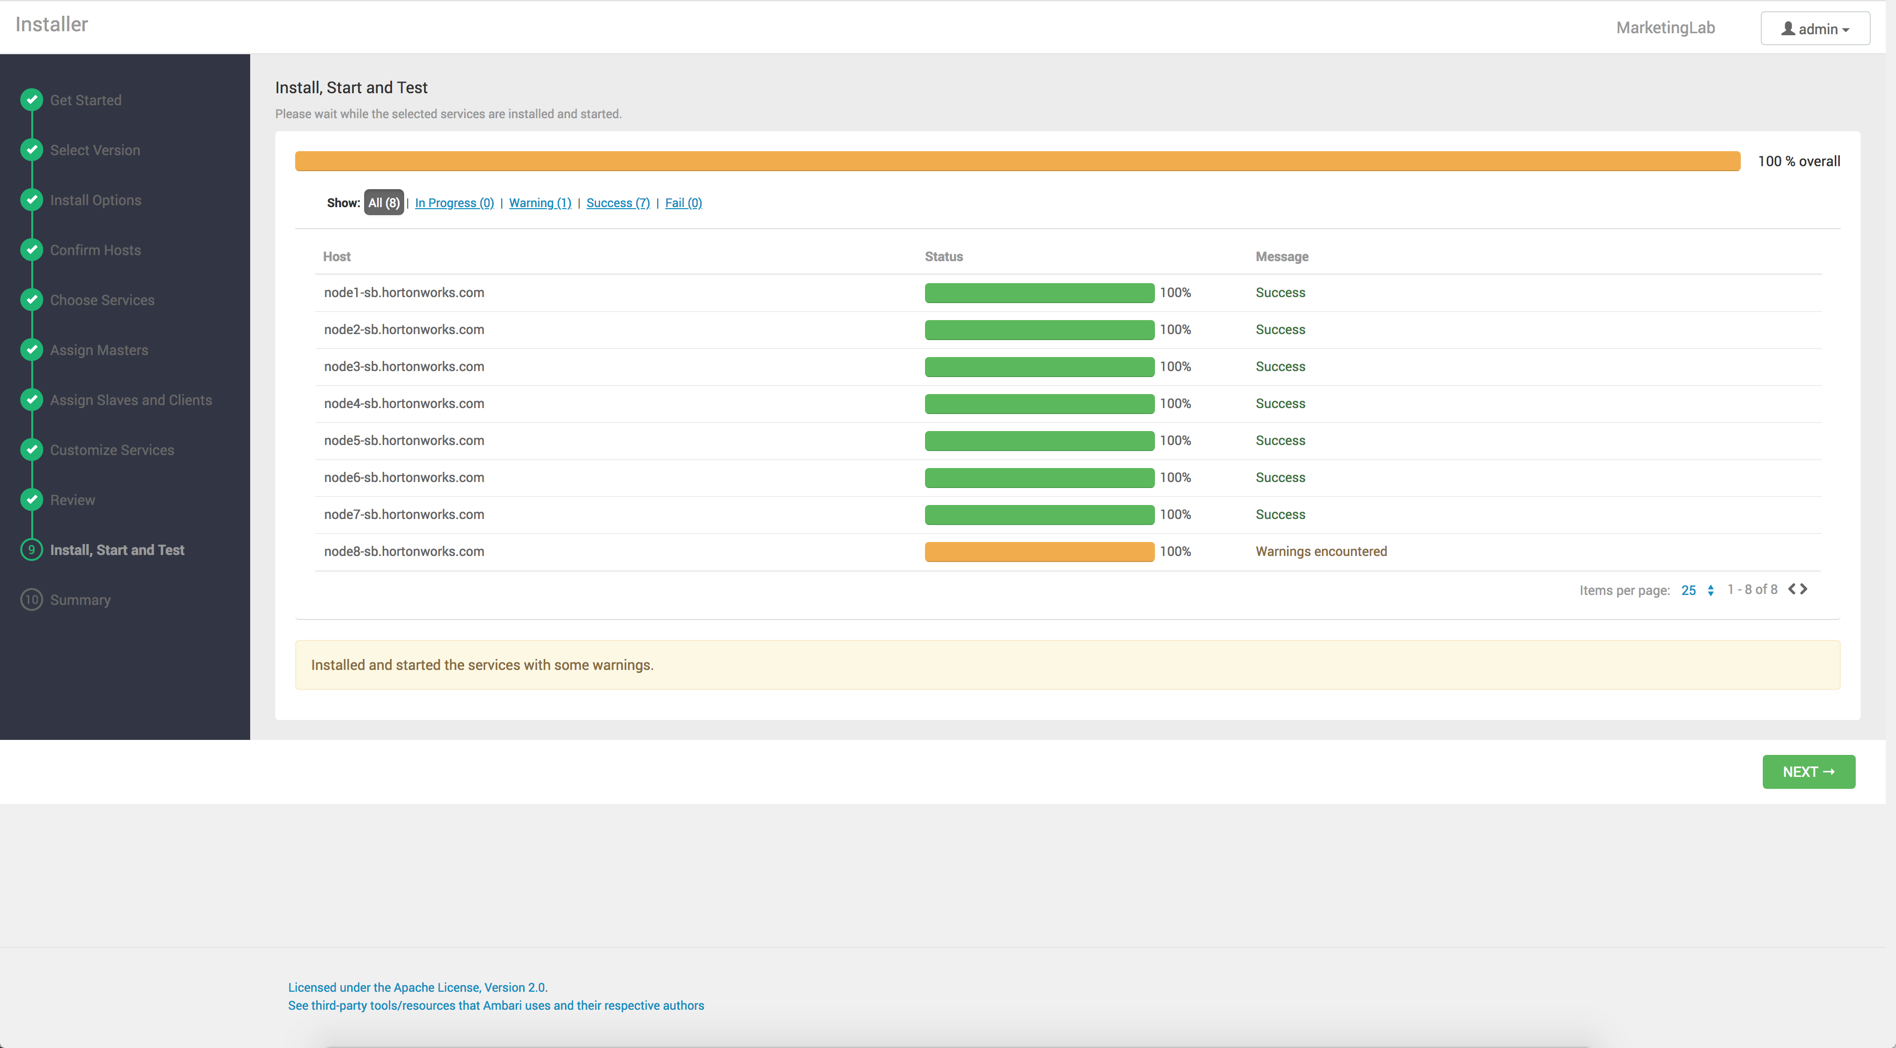 Installer
MarketingLab
admin
Get Started
Select Version
Install Options
Confirm Hosts
Choose Services
Assign Masters
Assign Slaves and Clients
Customize Services
Review
9 Install, Start and Test
10 Summary
Install, Start and Test
Please wait while the selected services are installed and started.
100 % overall
Show: All (8) | In Progress (0) | Warning (1) | Success (7) | Fail (0)
Host Status Message
node1-sb.hortonworks.com 100% Success
node2-sb.hortonworks.com 100% Success
node3-sb.hortonworks.com 100% Success
node4-sb.hortonworks.com 100% Success
node5-sb.hortonworks.com 100% Success
node6-sb.hortonworks.com 100% Success
node7-sb.hortonworks.com 100% Success
node8-sb.hortonworks.com 100% Warnings encountered
Items per page: 25 1 - 8 of 8
Installed and started the services with some warnings.
NEXT →
Licensed under the Apache License, Version 2.0.
See third-party tools/resources that Ambari uses and their respective authors